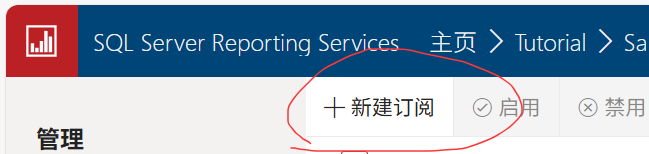 SQL Server Reporting Services 主页 > Tutorial > Sa
+ 新建订阅 启用 禁用
管理